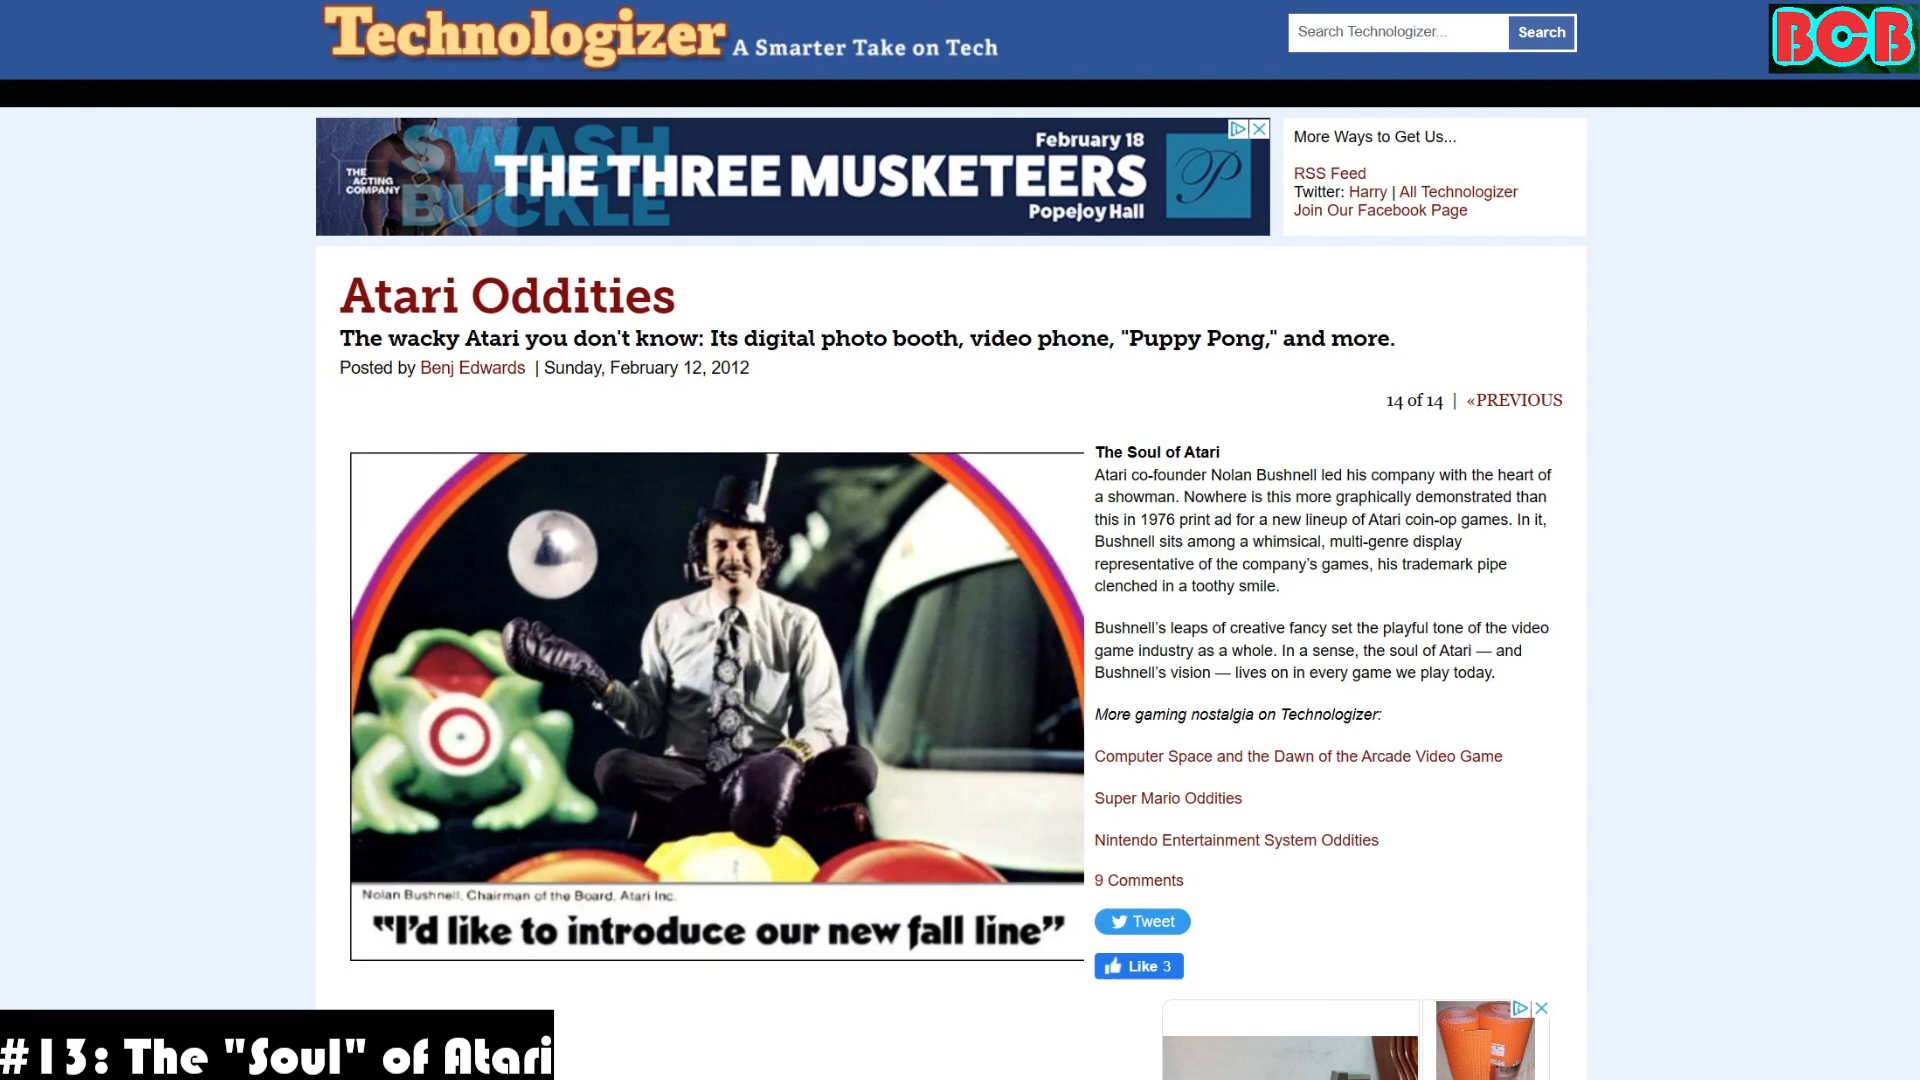 Technologizer A Smarter Take on Tech
Search Technologizer...
Search
BCB
SWASH
BUCKLE
THE
ACTING
COMPANY
THE THREE MUSKETEERS
February 18
Popejoy Hall
P
More Ways to Get Us...
RSS Feed
Twitter: Harry | All Technologizer
Join Our Facebook Page
Atari Oddities
The wacky Atari you don't know: Its digital photo booth, video phone, "Puppy Pong," and more.
Posted by Benj Edwards | Sunday, February 12, 2012
14 of 14 | «PREVIOUS
Nolan Bushnell, Chairman of the Board, Atari Inc.
"I'd like to introduce our new fall line"
The Soul of Atari
Atari co-founder Nolan Bushnell led his company with the heart of
a showman. Nowhere is this more graphically demonstrated than
this in 1976 print ad for a new lineup of Atari coin-op games. In it,
Bushnell sits among a whimsical, multi-genre display
representative of the company’s games, his trademark pipe
clenched in a toothy smile.
Bushnell’s leaps of creative fancy set the playful tone of the video
game industry as a whole. In a sense, the soul of Atari — and
Bushnell’s vision — lives on in every game we play today.
More gaming nostalgia on Technologizer:
Computer Space and the Dawn of the Arcade Video Game
Super Mario Oddities
Nintendo Entertainment System Oddities
9 Comments
Tweet
Like 3
#13: The "Soul" of Atari